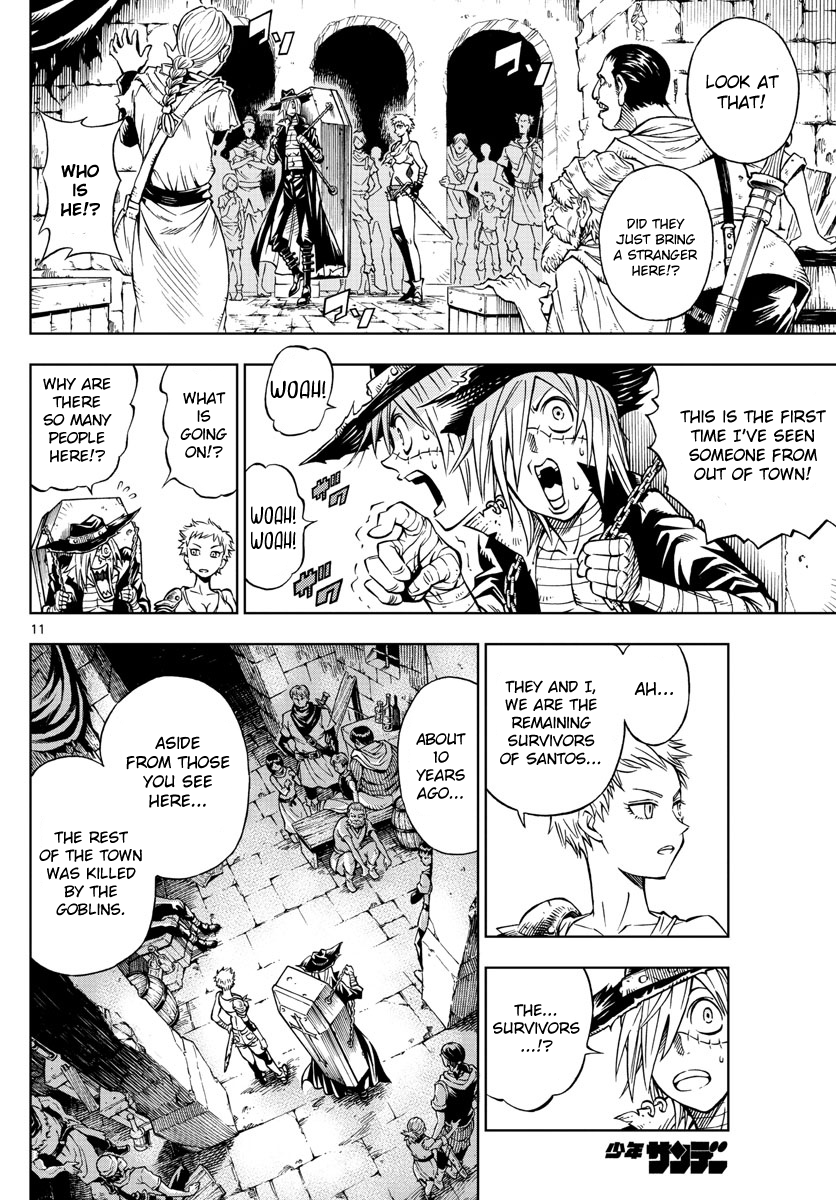 LOOK AT
THAT!
DID THEY
JUST BRING
A STRANGER
HERE!?
ワイ
ワイ
WHO
IS
HE!?
THIS IS THE FIRST
TIME I'VE SEEN
SOMEONE FROM
OUT OF TOWN!
WOAH!
WOAH!
WOAH!
WHAT
IS
GOING
ON!?
WHY ARE
THERE
SO MANY
PEOPLE
HERE!?
11
AH...
THEY AND I,
WE ARE THE
REMAINING
SURVIVORS
OF SANTOS...
THE...
SURVIVORS
...!?
ABOUT
10
YEARS
AGO...
ASIDE
FROM THOSE
YOU SEE
HERE...
THE REST
OF THE TOWN
WAS KILLED
BY THE
GOBLINS.
少年サンデー